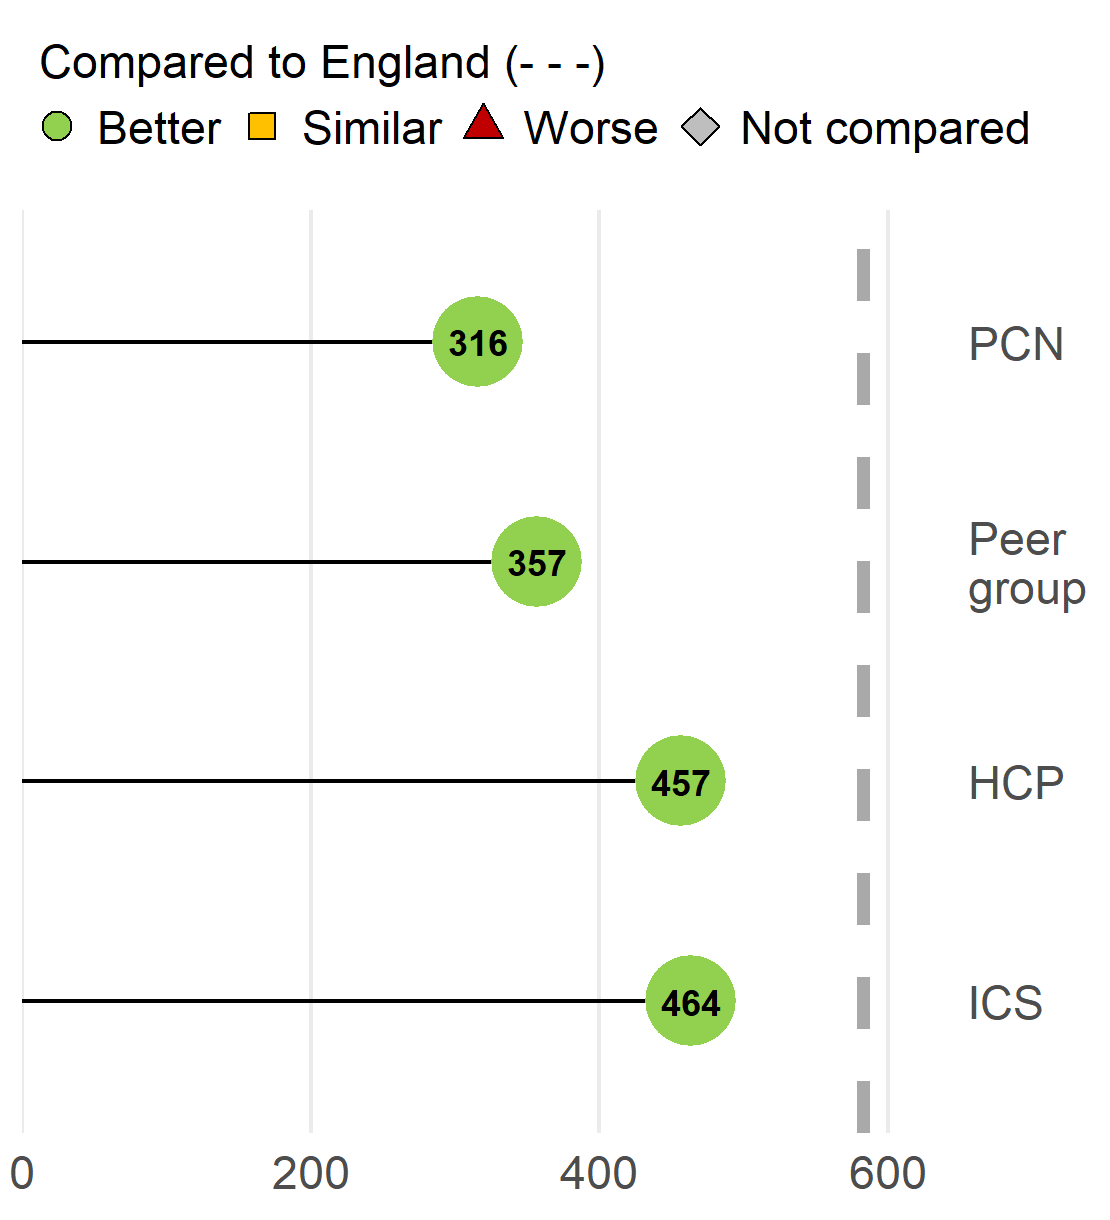 Compared to England (- - -)
Better Similar Worse Not compared
316 PCN
357 Peer
group
457 HCP
464 ICS
0 200 400 600